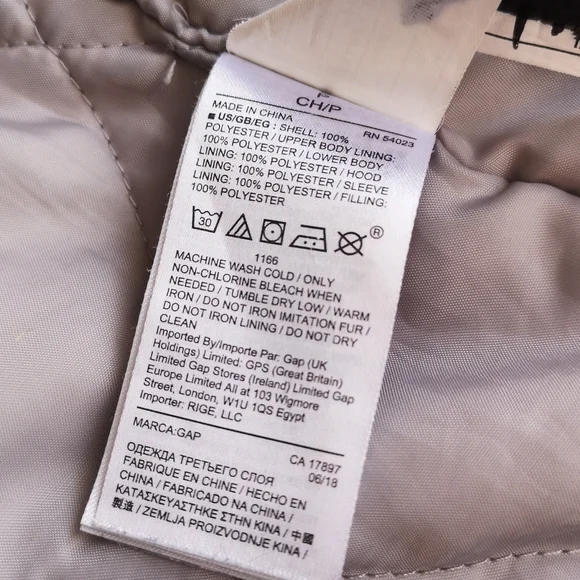 CH/P
MADE IN CHINA RN 54023
■ US/GB/EG : SHELL: 100%
POLYESTER / UPPER BODY LINING:
100% POLYESTER / LOWER BODY
LINING: 100% POLYESTER / HOOD
LINING: 100% POLYESTER / SLEEVE
LINING: 100% POLYESTER / FILLING:
100% POLYESTER
30 ®
1166
MACHINE WASH COLD / ONLY
NON-CHLORINE BLEACH WHEN
NEEDED / TUMBLE DRY LOW / WARM
IRON / DO NOT IRON IMITATION FUR /
DO NOT IRON LINING / DO NOT DRY
CLEAN
Imported By/Importe Par: Gap (UK
Holdings) Limited: GPS (Great Britain)
Limited Gap Stores (Ireland) Limited Gap
Europe Limited All at 103 Wigmore
Street, London, W1U 1QS Egypt
Importer: RIGE, LLC
MARCA:GAP
CA 17897
06/18
ОДЕЖДА ТРЕТЬЕГО СЛОЯ
FABRIQUE EN CHINE / HECHO EN
CHINA / FABRICADO NA CHINA /
ΚΑΤΑΣΚΕΥΑΣΤΗΚΕ ΣΤΗΝ ΚΙΝΑ / 中國
製造 / ZEMLJA PROIZVODNJE KINA /